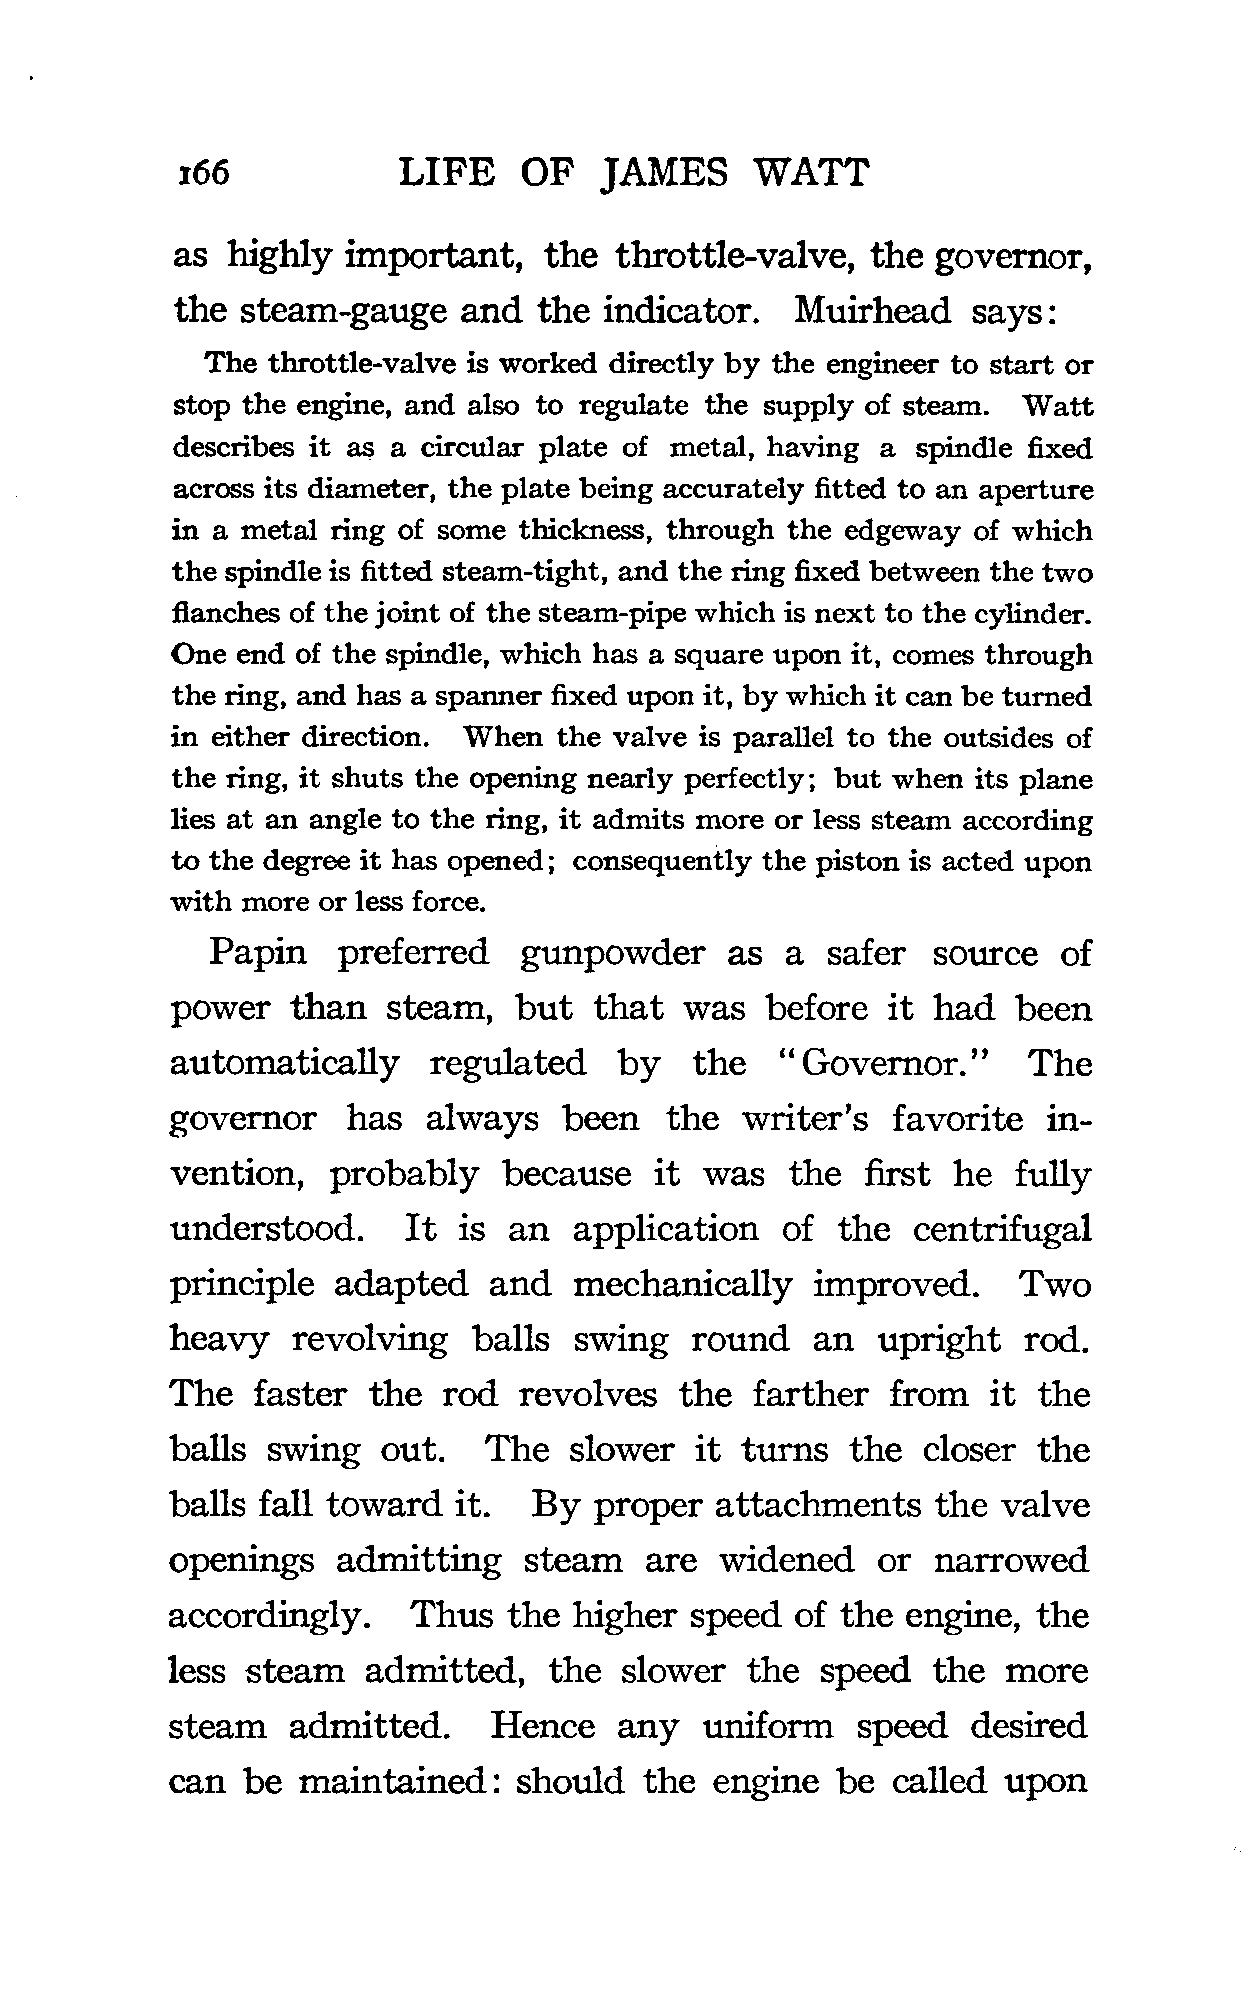 166 LIFE OF JAMES WATT
as highly important, the throttle-valve, the governor,
the steam-gauge and the indicator. Muirhead says:
The throttle-valve is worked directly by the engineer to start or
stop the engine, and also to regulate the supply of steam. Watt
describes it as a circular plate of metal, having a spindle fixed
across its diameter, the plate being accurately fitted to an aperture
in a metal ring of some thickness, through the edgeway of which
the spindle is fitted steam-tight, and the ring fixed between the two
flanches of the joint of the steam-pipe which is next to the cylinder.
One end of the spindle, which has a square upon it, comes through
the ring, and has a spanner fixed upon it, by which it can be turned
in either direction. When the valve is parallel to the outsides of
the ring, it shuts the opening nearly perfectly; but when its plane
lies at an angle to the ring, it admits more or less steam according
to the degree it has opened; consequently the piston is acted upon
with more or less force.
Papin preferred gunpowder as a safer source of
power than steam, but that was before it had been
automatically regulated by the "Governor." The
governor has always been the writer's favorite in-
vention, probably because it was the first he fully
understood. It is an application of the centrifugal
principle adapted and mechanically improved. Two
heavy revolving balls swing round an upright rod.
The faster the rod revolves the farther from it the
balls swing out. The slower it turns the closer the
balls fall toward it. By proper attachments the valve
openings admitting steam are widened or narrowed
accordingly. Thus the higher speed of the engine, the
less steam admitted, the slower the speed the more
steam admitted. Hence any uniform speed desired
can be maintained: should the engine be called upon